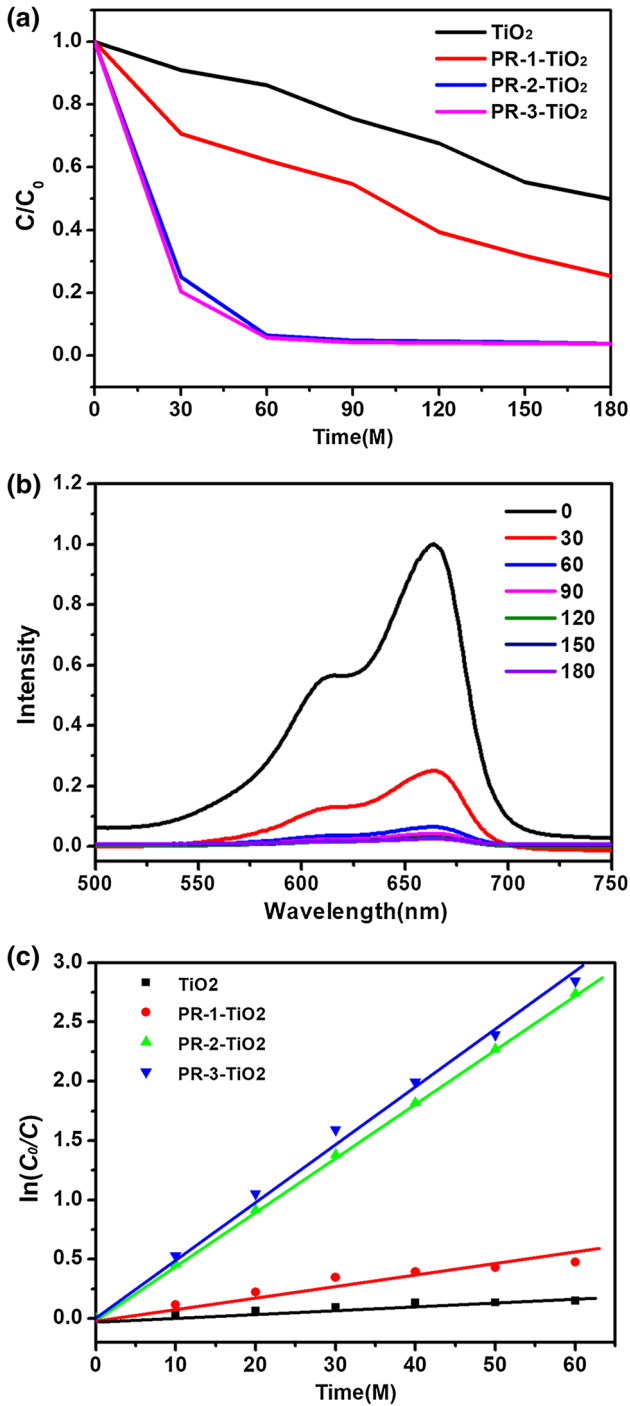 (a)
TiO₂
PR-1-TiO₂
PR-2-TiO₂
PR-3-TiO₂
1.0
0.8
0.6
0.4
0.2
0.0
C/C₀
0 30 60 90 120 150 180
Time(M)
(b)
0
30
60
90
120
150
180
1.2
1.0
0.8
0.6
0.4
0.2
0.0
Intensity
500 550 600 650 700 750
Wavelength(nm)
(c)
TiO2
PR-1-TiO2
PR-2-TiO2
PR-3-TiO2
3.0
2.5
2.0
1.5
1.0
0.5
0.0
ln(C₀/C)
0 10 20 30 40 50 60
Time(M)